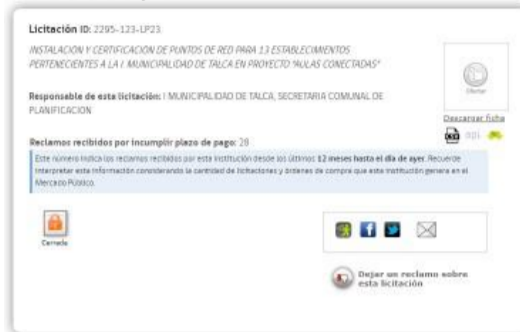 Licitación ID: 2295-123-LP23
INSTALACION Y CERTIFICACION DE PUNTOS DE RED PARA 13 ESTABLECIMIENTOS
PERTENECIENTES A LA I. MUNICIPALIDAD DE TALCA EN PROYECTO "AULAS CONECTADAS"
Ofertar
Responsable de esta licitación: I MUNICIPALIDAD DE TALCA, SECRETARIA COMUNAL DE
PLANIFICACION
Descargar ficha
Reclamos recibidos por incumplir plazo de pago: 28
Este número indica los reclamos recibidos por esta institución desde los últimos 12 meses hasta el día de ayer. Recuerde
interpretar esta información considerando la cantidad de licitaciones y órdenes de compra que esta institución genera en el
Mercado Público.
Cerrada
Dejar un reclamo sobre
esta licitación